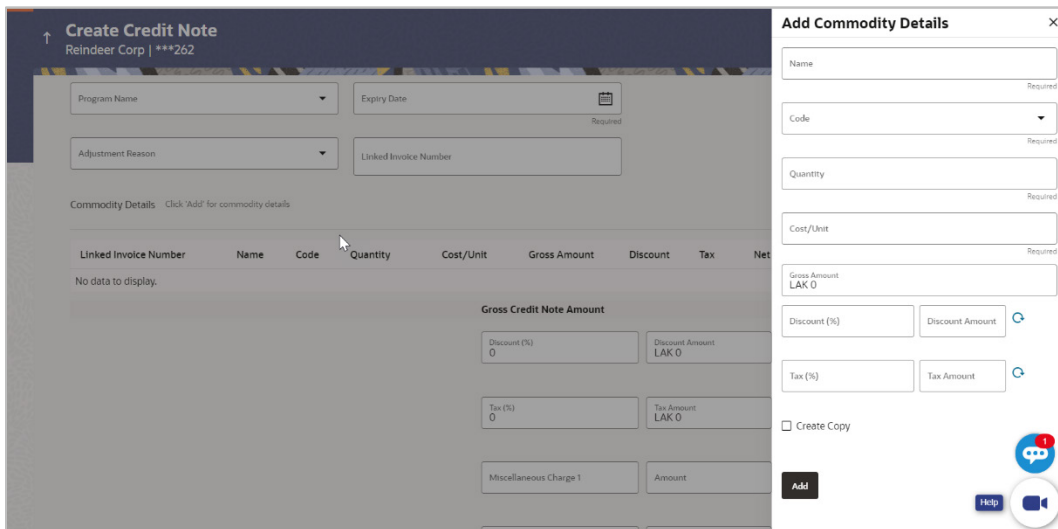 Create Credit Note
Reindeer Corp | ***262
Program Name
Expiry Date
Required
Adjustment Reason
Linked Invoice Number
Commodity Details Click 'Add' for commodity details
Linked Invoice Number Name Code Quantity Cost/Unit Gross Amount Discount Tax Net
No data to display.
Gross Credit Note Amount
Discount (%)
0
Discount Amount
LAK 0
Tax (%)
0
Tax Amount
LAK 0
Miscellaneous Charge 1
Amount
Add Commodity Details
Name
Required
Code
Required
Quantity
Required
Cost/Unit
Required
Gross Amount
LAK 0
Discount (%)
Discount Amount
Tax (%)
Tax Amount
Create Copy
1
Add
Help